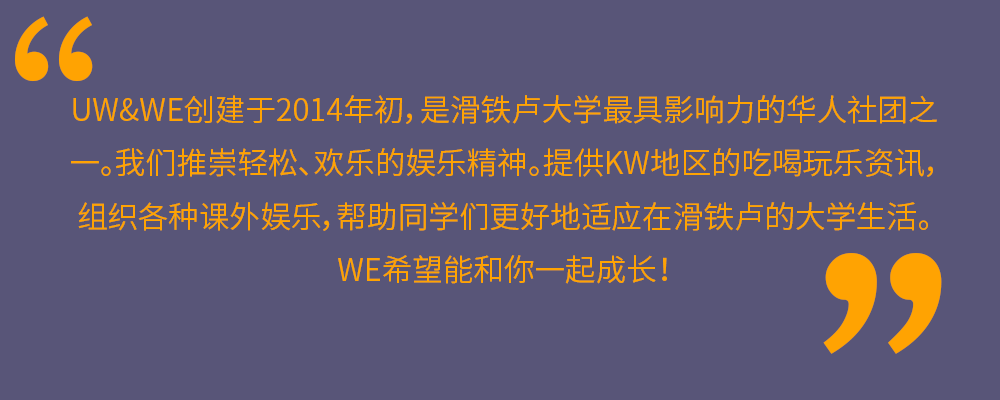 UW&WE创建于2014年初，是滑铁卢大学最具影响力的华人社团之
一。我们推崇轻松、欢乐的娱乐精神。提供KW地区的吃喝玩乐资讯，
组织各种课外娱乐，帮助同学们更好地适应在滑铁卢的大学生活。
WE希望能和你一起成长！